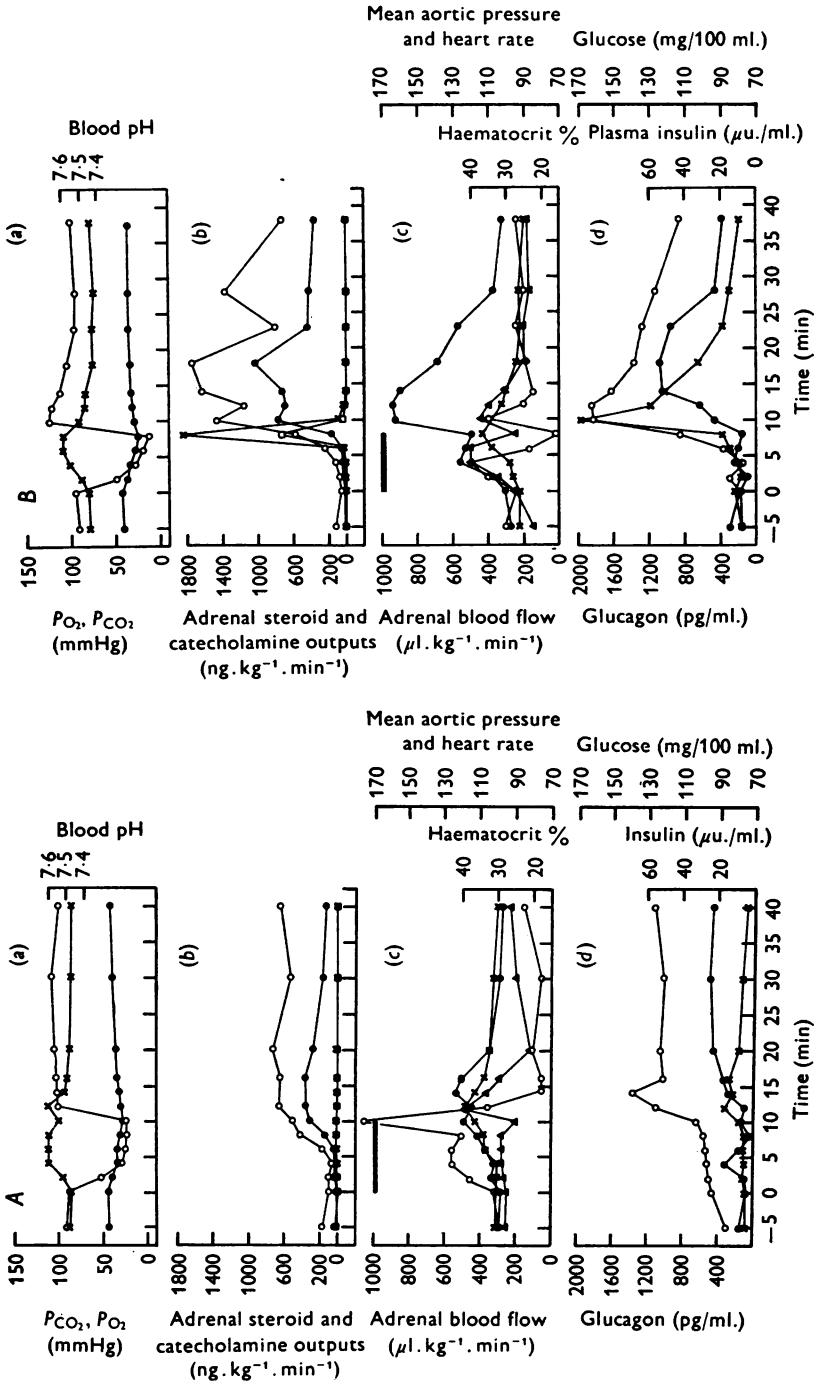 A
(a)
Blood pH
7.6
7.5
7.4
150
100
50
0
PCO2, PO2
(mmHg)
(b)
1800
1400
1000
600
200
0
Adrenal steroid and
catecholamine outputs
(ng.kg⁻¹.min⁻¹)
(c)
Mean aortic pressure
and heart rate
170
150
130
110
90
70
Haematocrit %
40
30
20
1000
800
600
400
200
0
Adrenal blood flow
(μl.kg⁻¹.min⁻¹)
(d)
Glucose (mg/100 ml.)
170
150
130
110
90
70
Insulin (μu./ml.)
60
40
20
0
2000
1600
1200
800
400
0
Glucagon (pg/ml.)
−5 0 5 10 15 20 25 30 35 40
Time (min)
B
(a)
Blood pH
7.6
7.5
7.4
150
100
50
0
PO2, PCO2
(mmHg)
(b)
1800
1400
1000
600
200
0
Adrenal steroid and
catecholamine outputs
(ng.kg⁻¹.min⁻¹)
(c)
Mean aortic pressure
and heart rate
170
150
130
110
90
70
Haematocrit %
40
30
20
1000
800
600
400
200
0
Adrenal blood flow
(μl.kg⁻¹.min⁻¹)
(d)
Glucose (mg/100 ml.)
170
150
130
110
90
70
Plasma insulin (μu./ml.)
60
40
20
0
2000
1600
1200
800
400
0
Glucagon (pg/ml.)
−5 0 5 10 15 20 25 30 35 40
Time (min)